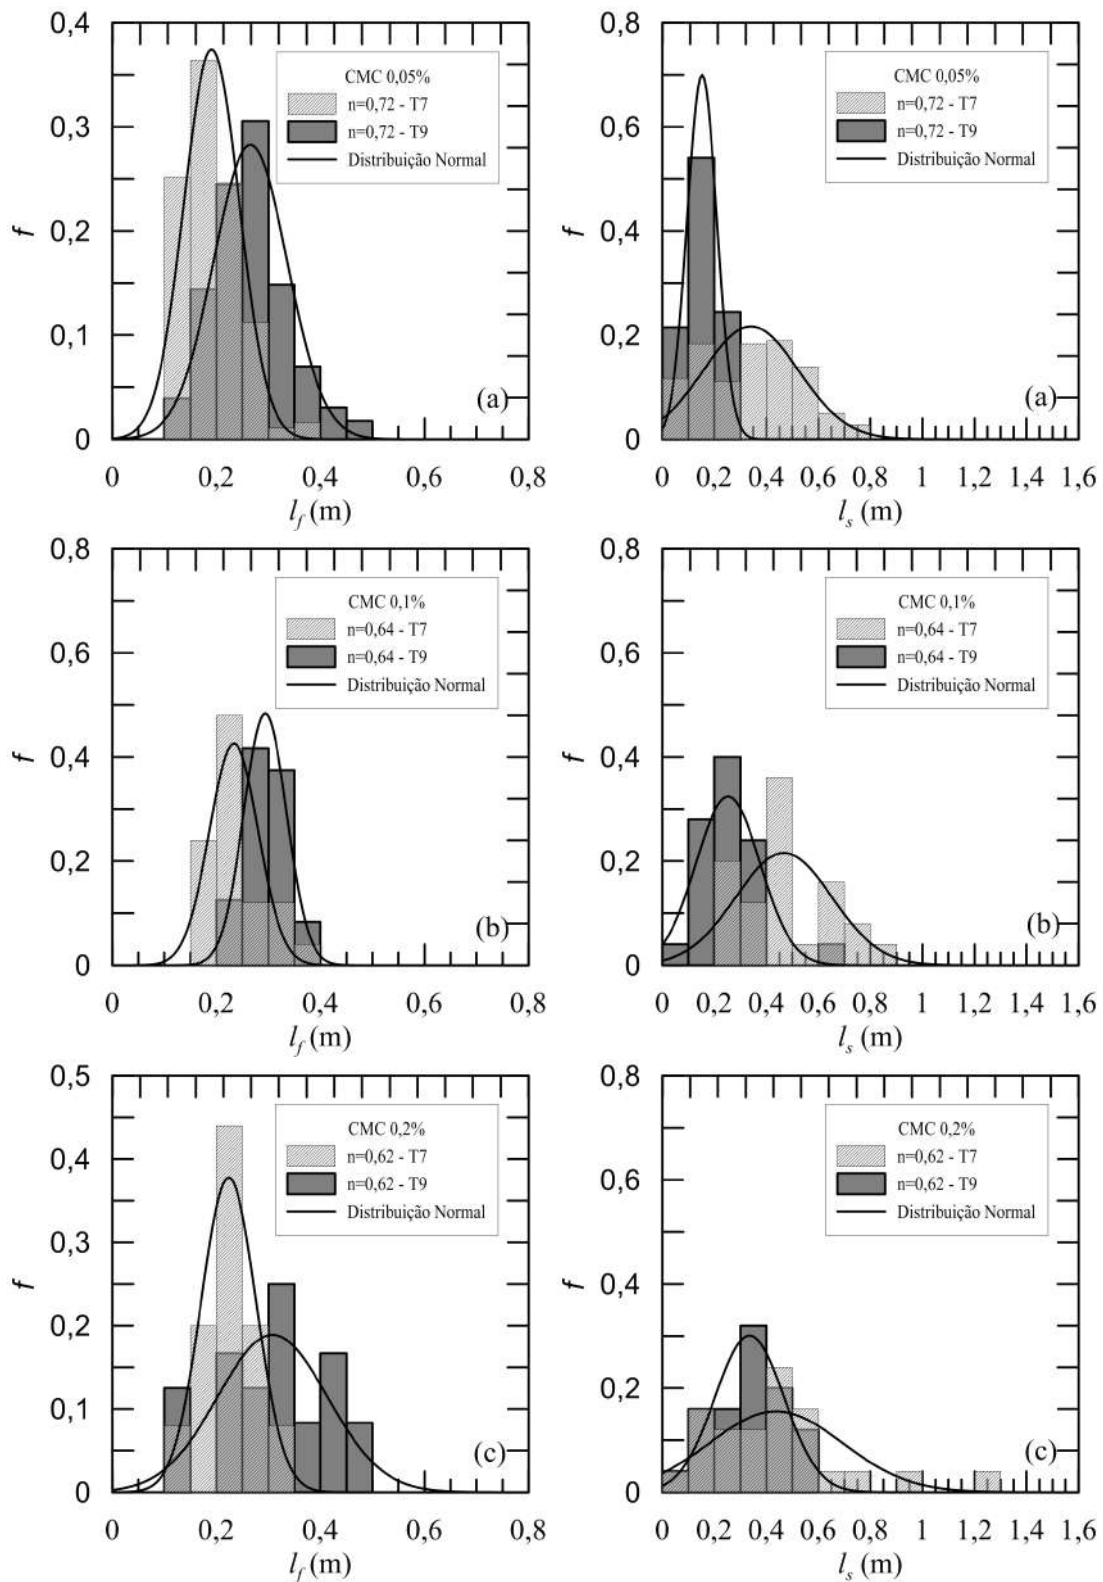 0,4
0,3
0,2
0,1
0
f
CMC 0,05%
n=0,72 - T7
n=0,72 - T9
Distribuição Normal
(a)
0 0,2 0,4 0,6 0,8
l_f (m)
0,8
0,6
0,4
0,2
0
f
CMC 0,05%
n=0,72 - T7
n=0,72 - T9
Distribuição Normal
(a)
0 0,2 0,4 0,6 0,8 1 1,2 1,4 1,6
l_s (m)
0,8
0,6
0,4
0,2
0
f
CMC 0,1%
n=0,64 - T7
n=0,64 - T9
Distribuição Normal
(b)
0 0,2 0,4 0,6 0,8
l_f (m)
0,8
0,6
0,4
0,2
0
f
CMC 0,1%
n=0,64 - T7
n=0,64 - T9
Distribuição Normal
(b)
0 0,2 0,4 0,6 0,8 1 1,2 1,4 1,6
l_s (m)
0,5
0,4
0,3
0,2
0,1
0
f
CMC 0,2%
n=0,62 - T7
n=0,62 - T9
Distribuição Normal
(c)
0 0,2 0,4 0,6 0,8
l_f (m)
0,8
0,6
0,4
0,2
0
f
CMC 0,2%
n=0,62 - T7
n=0,62 - T9
Distribuição Normal
(c)
0 0,2 0,4 0,6 0,8 1 1,2 1,4 1,6
l_s (m)